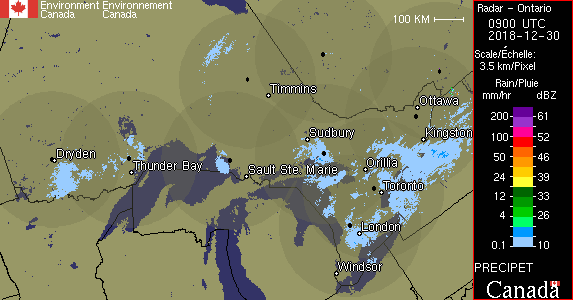 Environment Environnement
Canada Canada
100 KM
Timmins
Ottawa
Sudbury
Kingston
Dryden
Thunder Bay
Sault Ste. Marie
Orillia
Toronto
London
Windsor
Radar - Ontario
0900 UTC
2018-12-30
Scale/Échelle:
3.5 km/Pixel
Rain/Pluie
mm/hr dBZ
200 61
100 52
50 46
24 39
12 33
4 26
0.1 10
PRECIPET
Canada